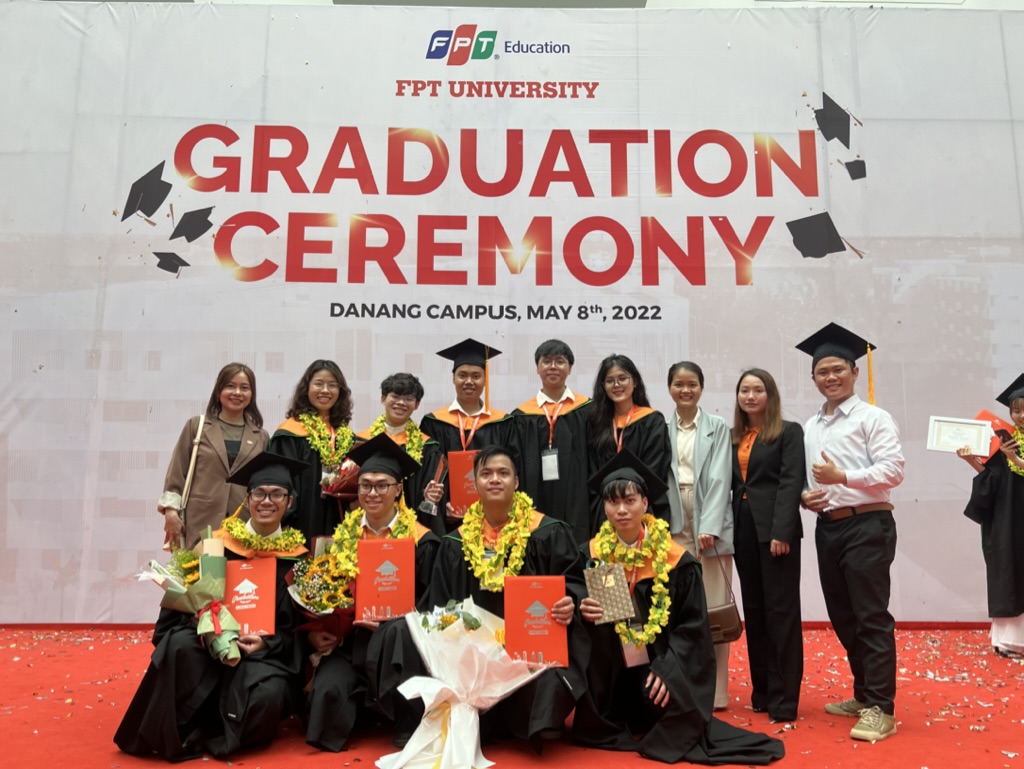 FPT Education
FPT UNIVERSITY
GRADUATION
CEREMONY
DANANG CAMPUS, MAY 8th, 2022